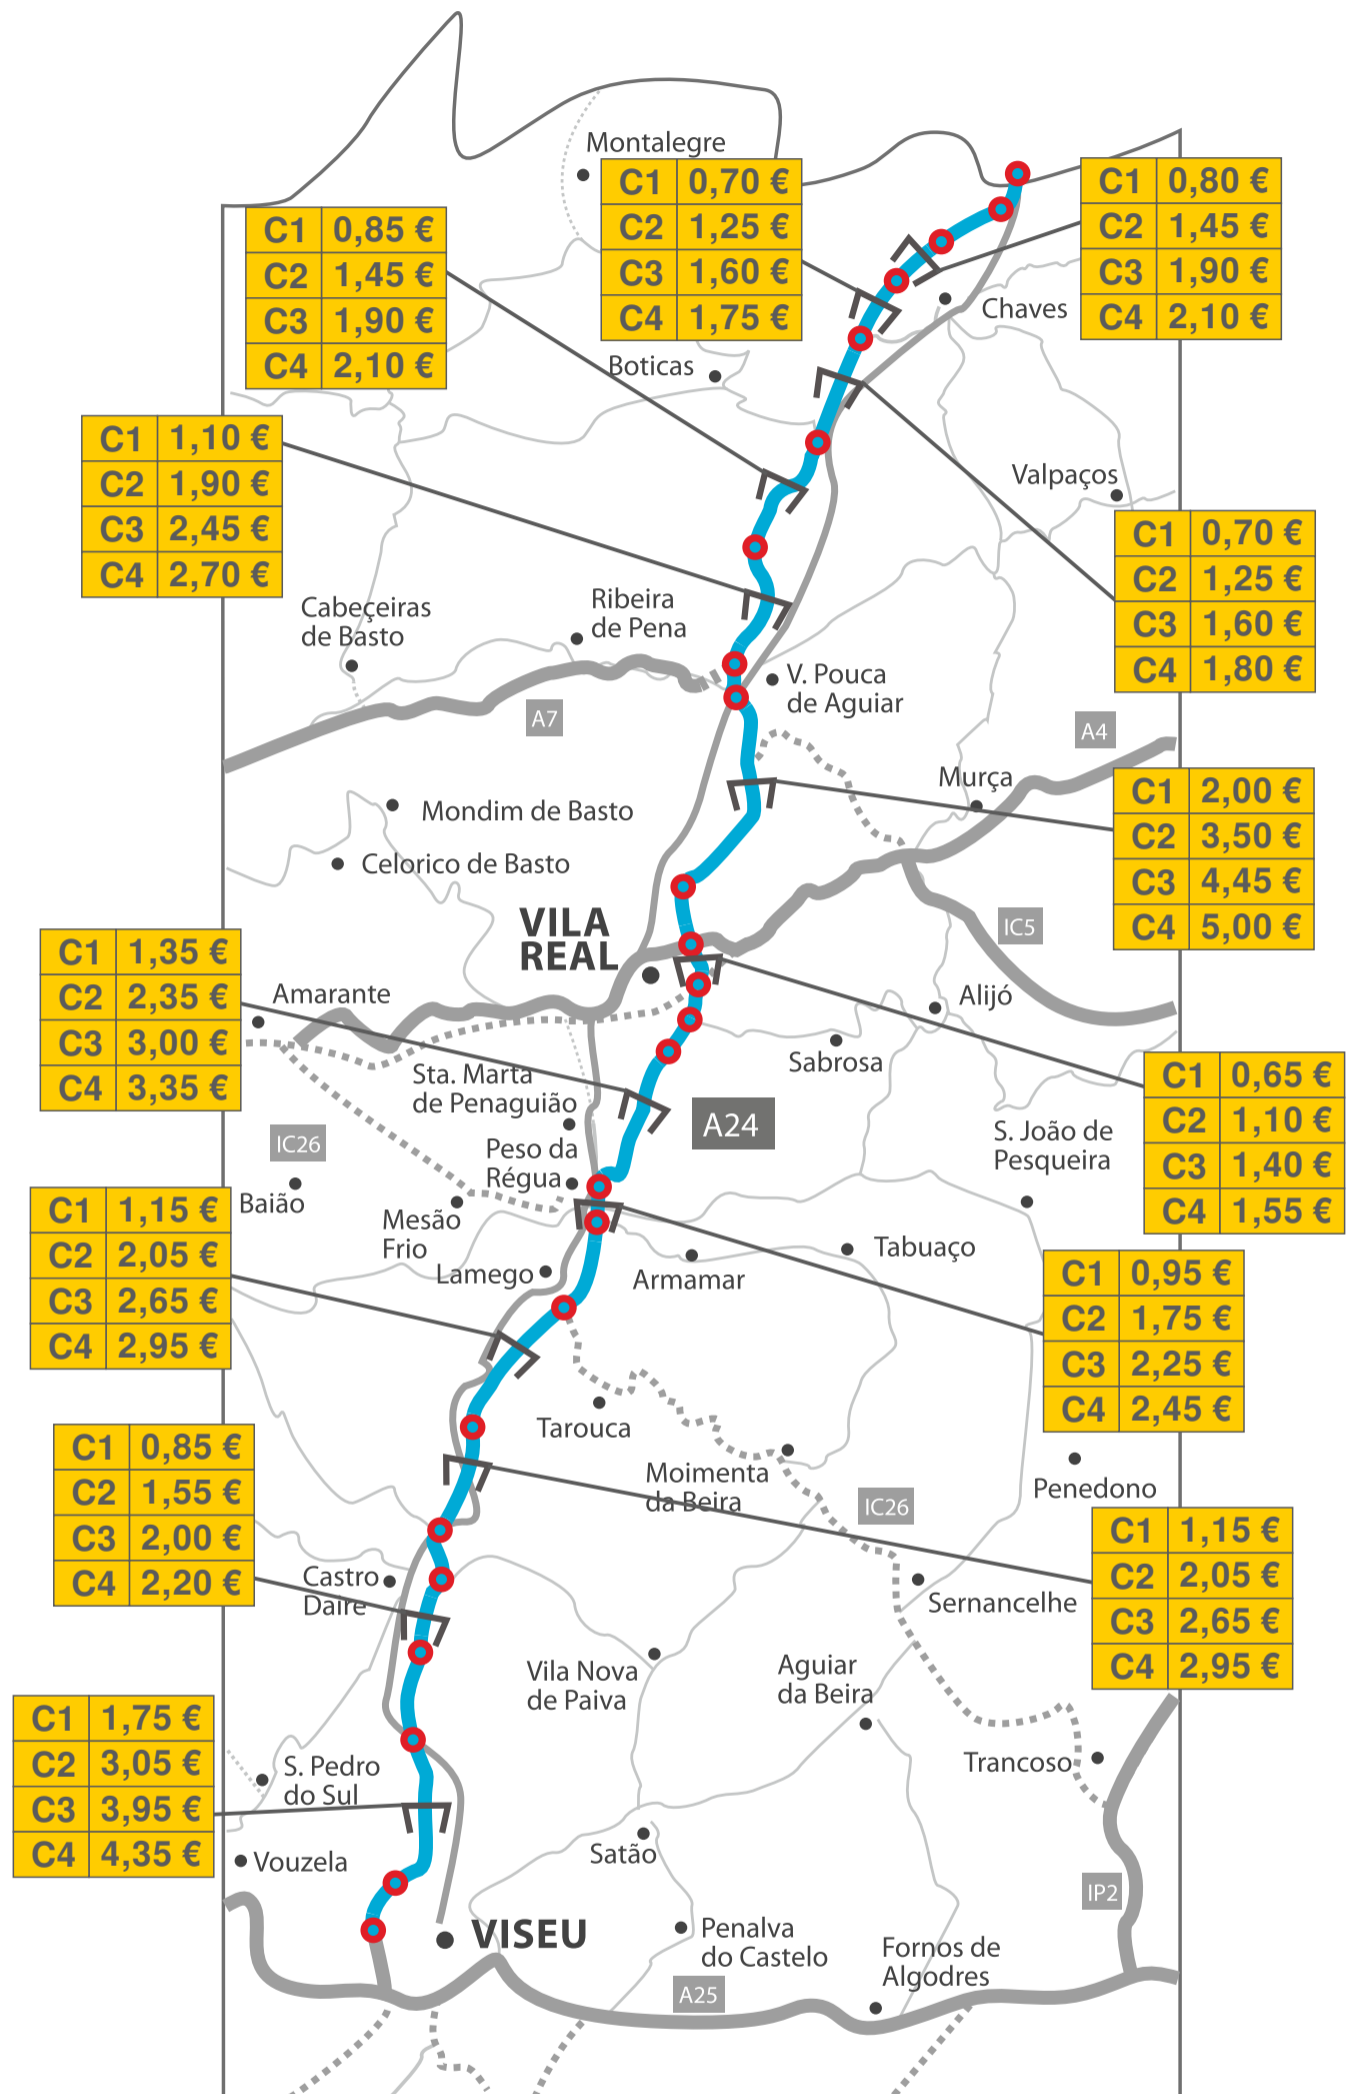 Montalegre
C1 0,70 €
C2 1,25 €
C3 1,60 €
C4 1,75 €
C1 0,80 €
C2 1,45 €
C3 1,90 €
C4 2,10 €
C1 0,85 €
C2 1,45 €
C3 1,90 €
C4 2,10 €
Chaves
Boticas
C1 1,10 €
C2 1,90 €
C3 2,45 €
C4 2,70 €
Valpaços
C1 0,70 €
C2 1,25 €
C3 1,60 €
C4 1,80 €
Cabeçeiras
de Basto
Ribeira
de Pena
V. Pouca
de Aguiar
A7
A4
Murça
C1 2,00 €
C2 3,50 €
C3 4,45 €
C4 5,00 €
Mondim de Basto
Celorico de Basto
VILA
REAL
IC5
C1 1,35 €
C2 2,35 €
C3 3,00 €
C4 3,35 €
Amarante
Alijó
Sabrosa
C1 0,65 €
C2 1,10 €
C3 1,40 €
C4 1,55 €
Sta. Marta
de Penaguião
A24
IC26
Peso da
Régua
S. João de
Pesqueira
Baião
Mesão
Frio
C1 1,15 €
C2 2,05 €
C3 2,65 €
C4 2,95 €
Lamego
Armamar
Tabuaço
C1 0,95 €
C2 1,75 €
C3 2,25 €
C4 2,45 €
Tarouca
C1 0,85 €
C2 1,55 €
C3 2,00 €
C4 2,20 €
Moimenta
da Beira
IC26
Penedono
C1 1,15 €
C2 2,05 €
C3 2,65 €
C4 2,95 €
Castro
Daire
Sernancelhe
Vila Nova
de Paiva
Aguiar
da Beira
C1 1,75 €
C2 3,05 €
C3 3,95 €
C4 4,35 €
S. Pedro
do Sul
Trancoso
Vouzela
Satão
IP2
VISEU
Penalva
do Castelo
Fornos de
Algodres
A25